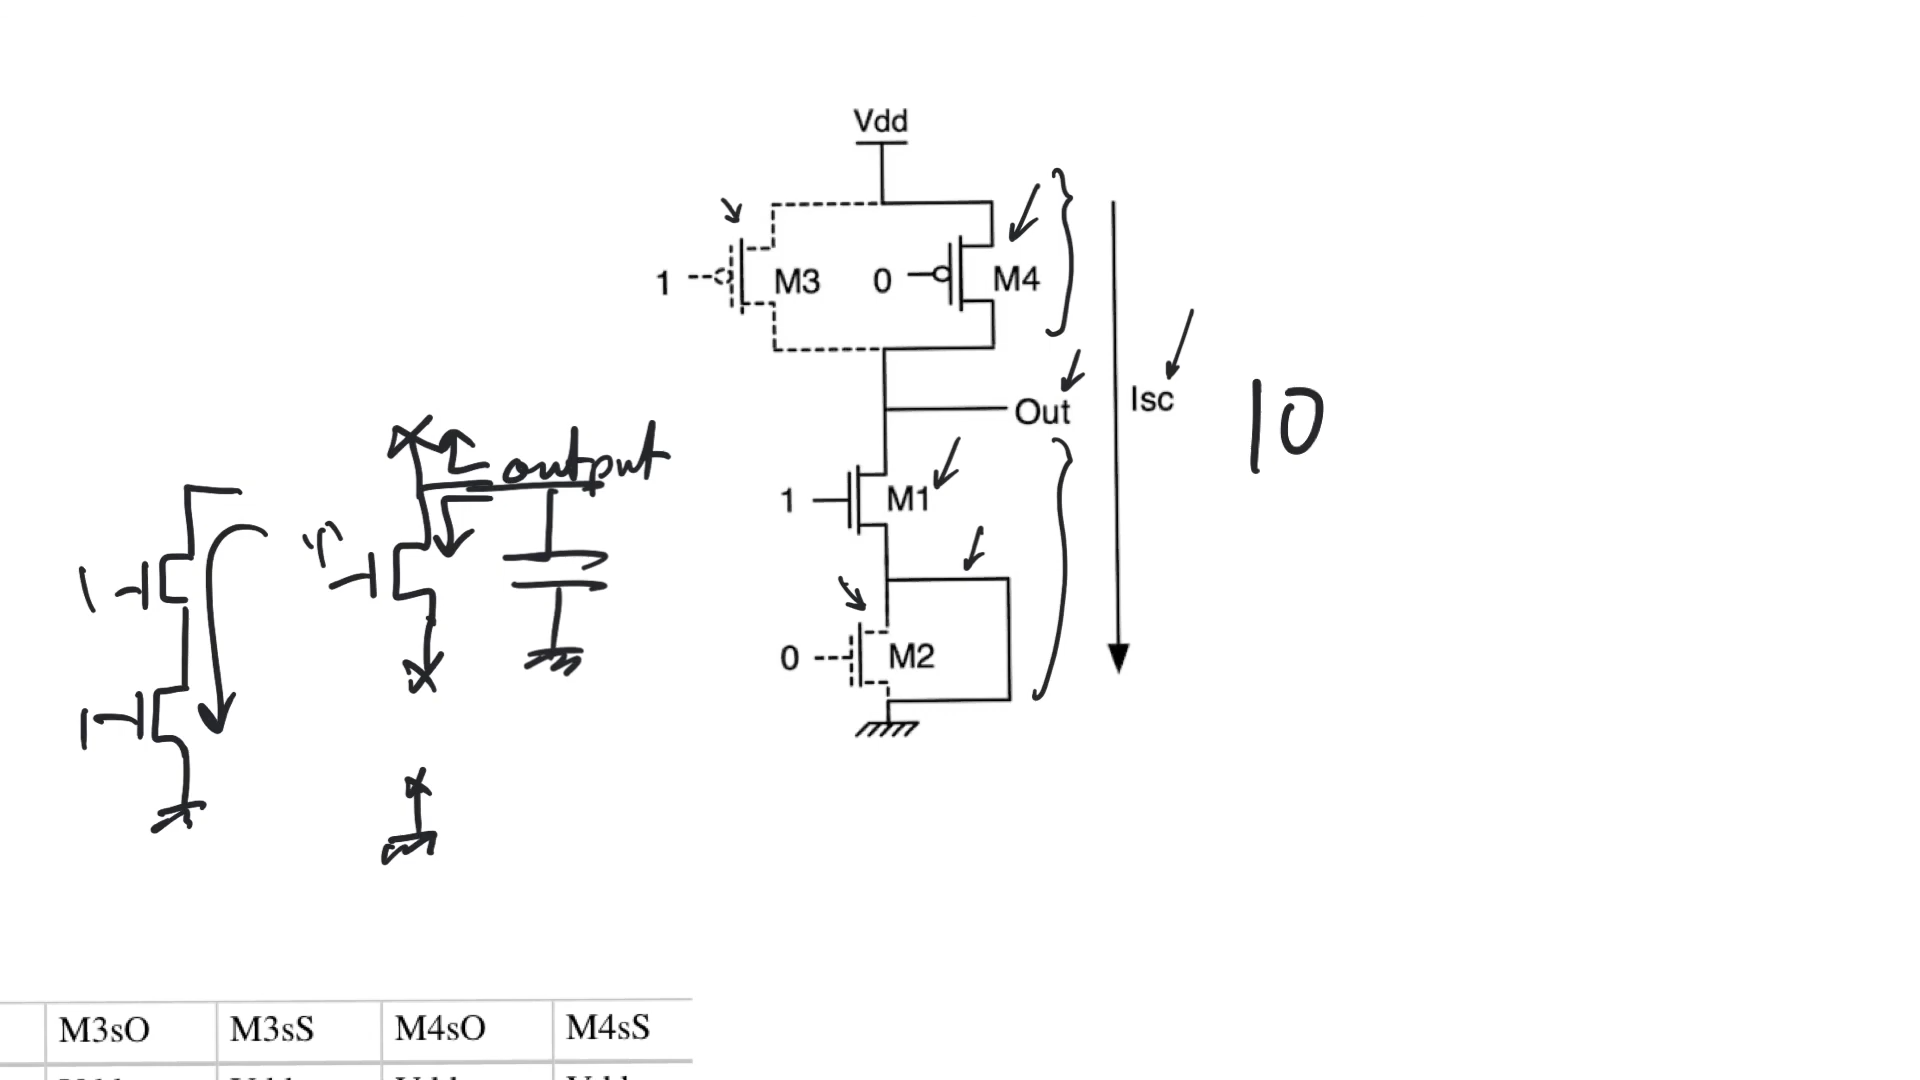 Vdd
1 M3 0 M4
Out Isc 10
output
1 M1
1
"1"
0 M2
1
M3sO M3sS M4sO M4sS